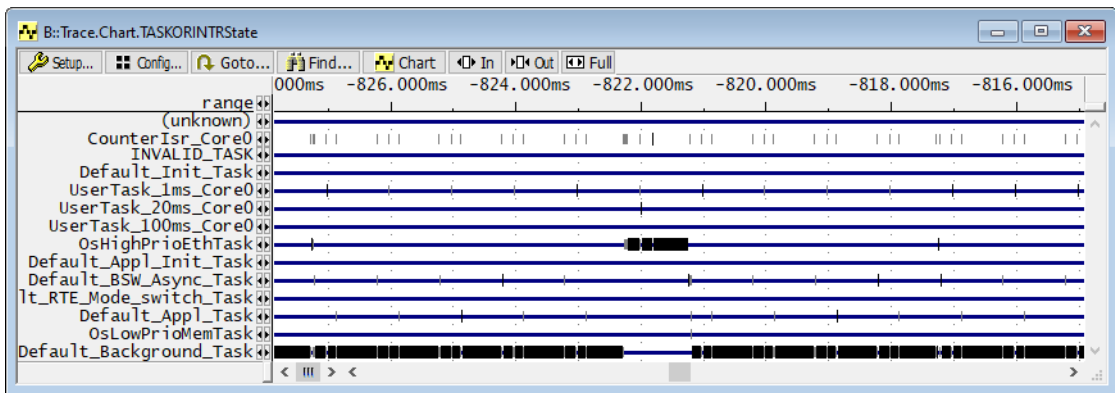 B::Trace.Chart.TASKORINTRState
Setup... Config... Goto... Find... Chart In Out Full
000ms -826.000ms -824.000ms -822.000ms -820.000ms -818.000ms -816.000ms
range
(unknown)
CounterIsr_Core0
INVALID_TASK
Default_Init_Task
UserTask_1ms_Core0
UserTask_20ms_Core0
UserTask_100ms_Core0
OsHighPrioEthTask
Default_Appl_Init_Task
Default_BSW_Async_Task
lt_RTE_Mode_switch_Task
Default_Appl_Task
OsLowPrioMemTask
Default_Background_Task